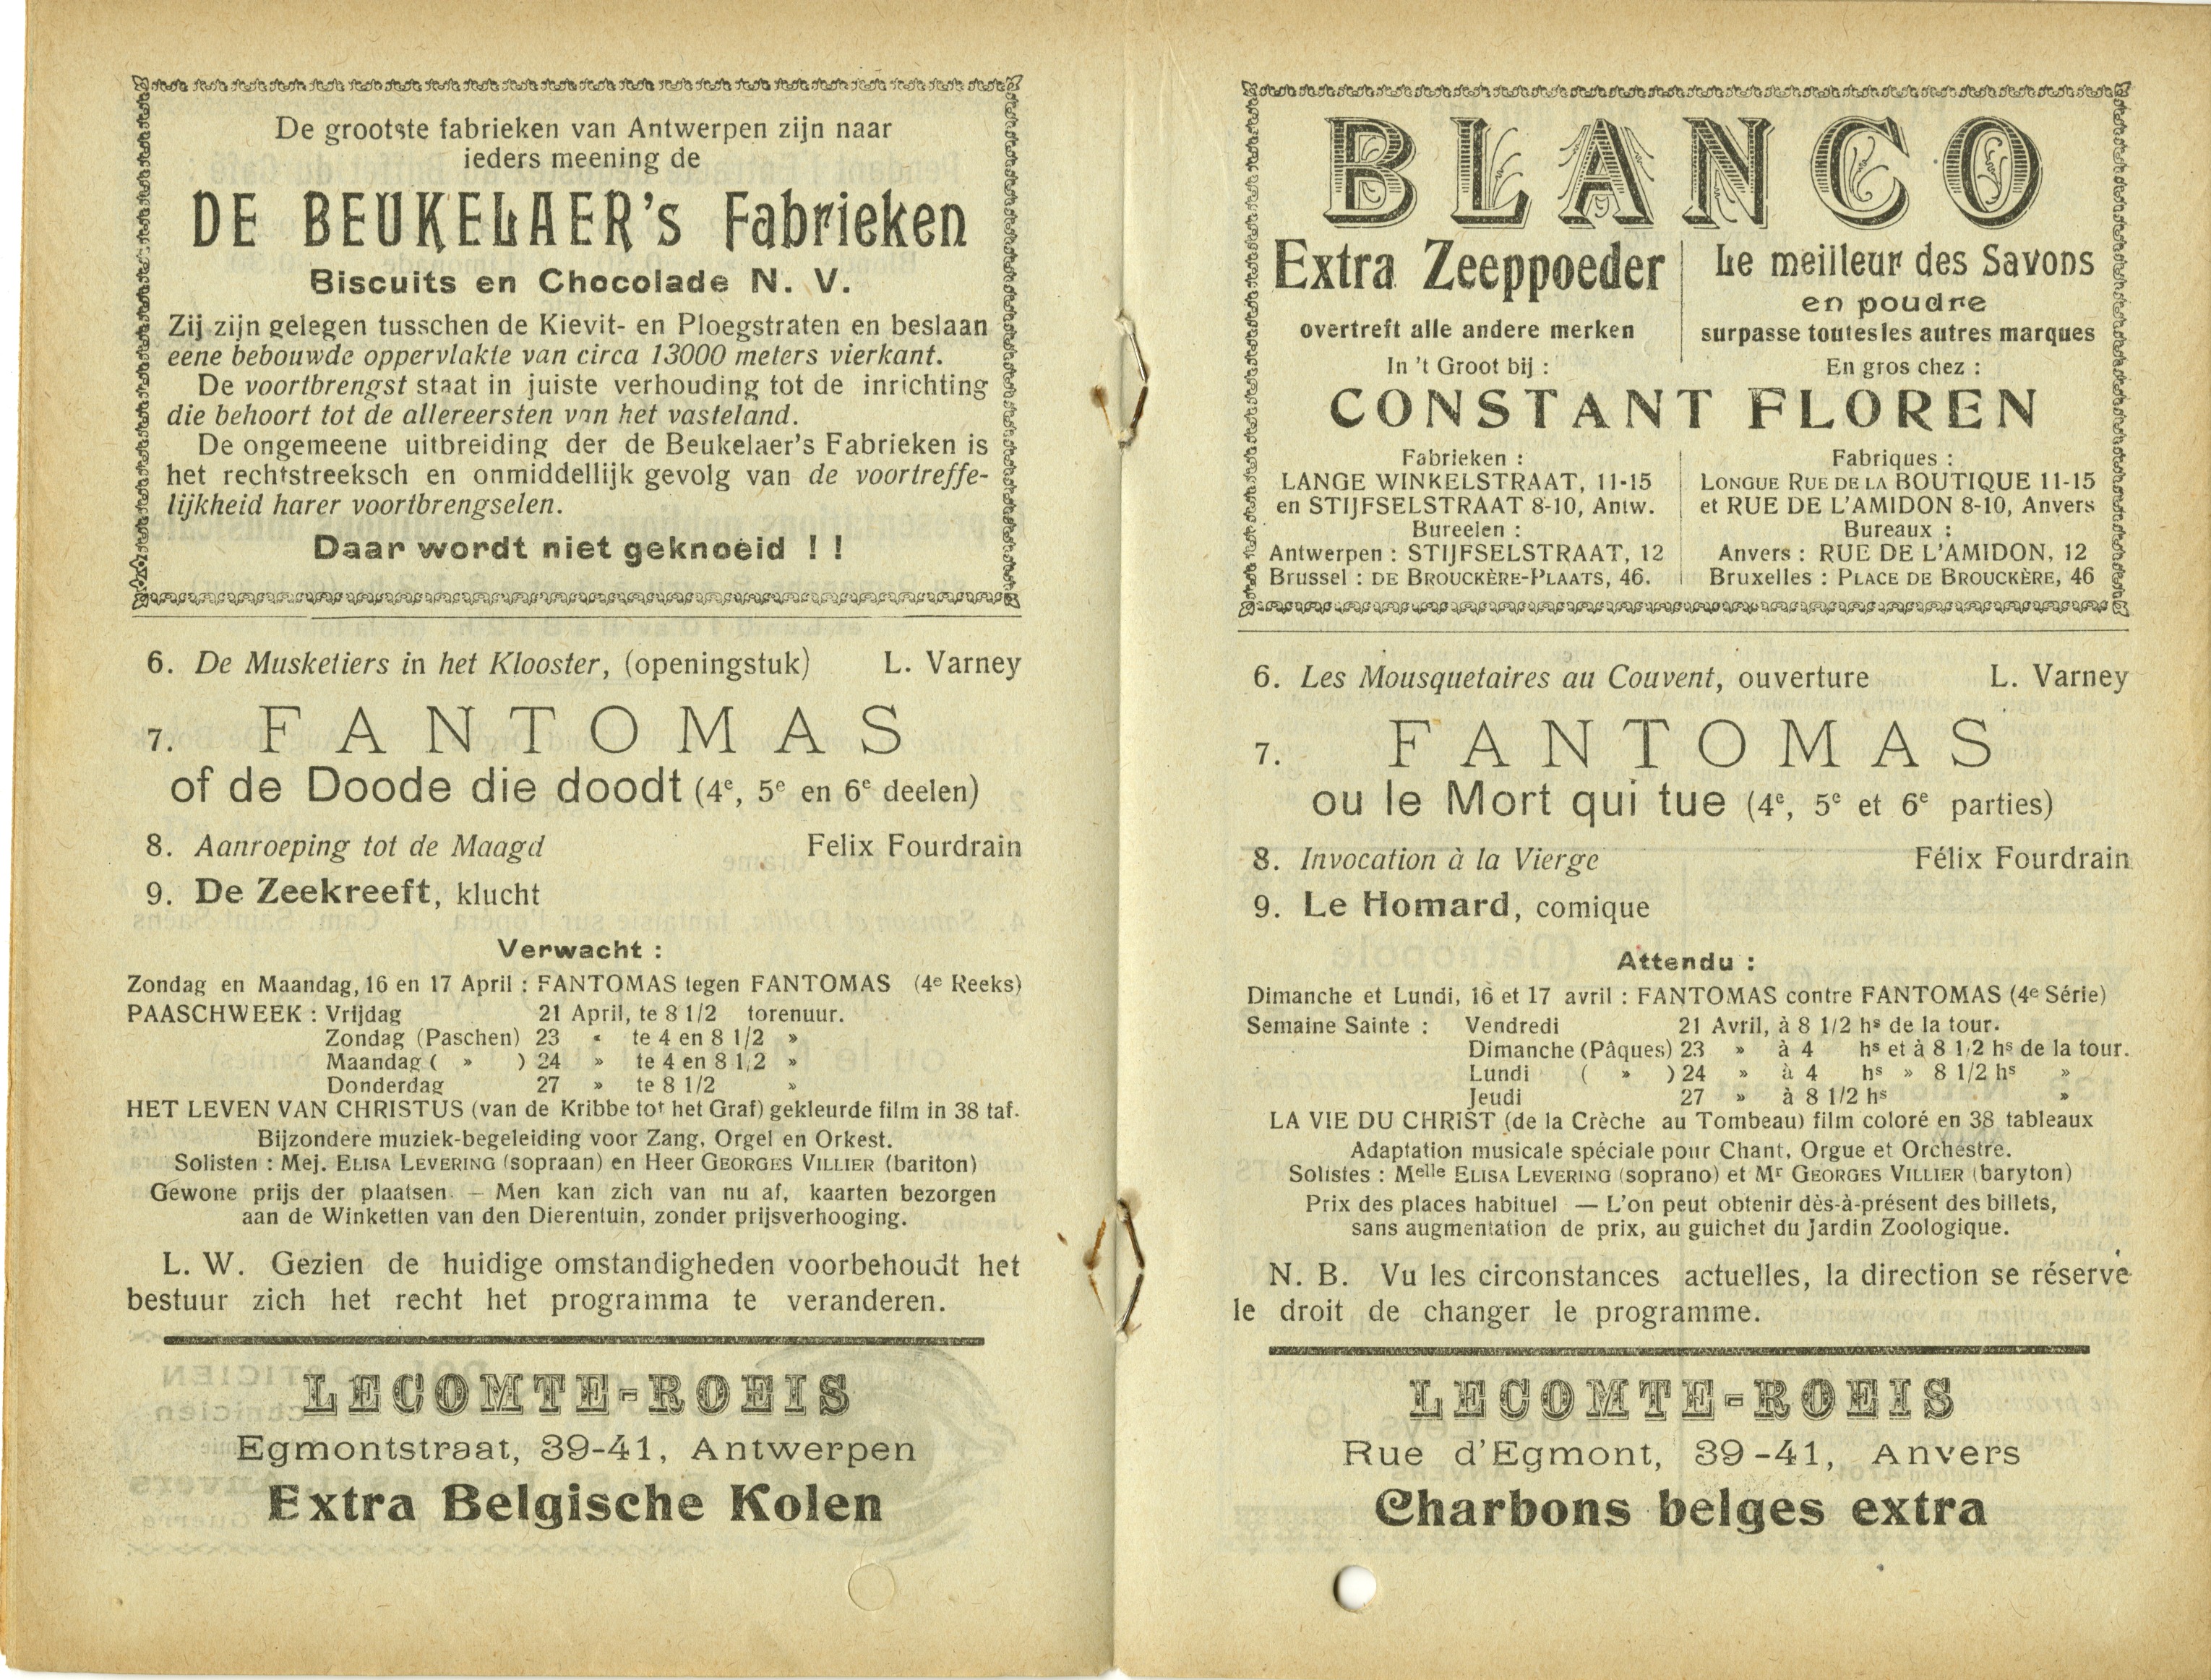 De grootste fabrieken van Antwerpen zijn naar
ieders meening de
DE BEUKELAER's Fabrieken
Biscuits en Chocolade N. V.
Zij zijn gelegen tusschen de Kievit- en Ploegstraten en beslaan
eene bebouwde oppervlakte van circa 13000 meters vierkant.
De voortbrengst staat in juiste verhouding tot de inrichting
die behoort tot de allereersten van het vasteland.
De ongemeene uitbreiding der de Beukelaer's Fabrieken is
het rechtstreeksch en onmiddellijk gevolg van de voortreffe-
lijkheid harer voortbrengselen.
Daar wordt niet geknoeid ! !
6. De Musketiers in het Klooster, (openingstuk) L. Varney
7. FANTOMAS
of de Doode die doodt (4e, 5e en 6e deelen)
8. Aanroeping tot de Maagd Felix Fourdrain
9. De Zeekreeft, klucht
Verwacht :
Zondag en Maandag, 16 en 17 April : FANTOMAS tegen FANTOMAS (4e Reeks)
PAASCHWEEK : Vrijdag 21 April, te 8 1/2 torenuur.
Zondag (Paschen) 23 « te 4 en 8 1/2 »
Maandag ( » ) 24 » te 4 en 8 1/2 »
Donderdag 27 » te 8 1/2 »
HET LEVEN VAN CHRISTUS (van de Kribbe tot het Graf) gekleurde film in 38 taf.
Bijzondere muziek-begeleiding voor Zang, Orgel en Orkest.
Solisten : Mej. ELISA LEVERING (sopraan) en Heer GEORGES VILLIER (bariton)
Gewone prijs der plaatsen. — Men kan zich van nu af, kaarten bezorgen
aan de Winketten van den Dierentuin, zonder prijsverhooging.
L. W. Gezien de huidige omstandigheden voorbehoudt het
bestuur zich het recht het programma te veranderen.
LECOMTE-ROEIS
Egmontstraat, 39-41, Antwerpen
Extra Belgische Kolen
BLANCO
Extra Zeeppoeder
overtreft alle andere merken
In 't Groot bij :
Le meilleur des Savons
en poudre
surpasse toutes les autres marques
En gros chez :
CONSTANT FLOREN
Fabrieken :
LANGE WINKELSTRAAT, 11-15
en STIJFSELSTRAAT 8-10, Antw.
Bureelen :
Antwerpen : STIJFSELSTRAAT, 12
Brussel : DE BROUCKÈRE-PLAATS, 46.
Fabriques :
LONGUE RUE DE LA BOUTIQUE 11-15
et RUE DE L'AMIDON 8-10, Anvers
Bureaux :
Anvers : RUE DE L'AMIDON, 12
Bruxelles : PLACE DE BROUCKÈRE, 46
6. Les Mousquetaires au Couvent, ouverture L. Varney
7. FANTOMAS
ou le Mort qui tue (4e, 5e et 6e parties)
8. Invocation à la Vierge Félix Fourdrain
9. Le Homard, comique
Attendu :
Dimanche et Lundi, 16 et 17 avril : FANTOMAS contre FANTOMAS (4e Série)
Semaine Sainte : Vendredi 21 Avril, à 8 1/2 hs de la tour.
Dimanche (Pâques) 23 » à 4 hs et à 8 1/2 hs de la tour.
Lundi ( » ) 24 » à 4 hs » 8 1/2 hs »
Jeudi 27 » à 8 1/2 hs »
LA VIE DU CHRIST (de la Crèche au Tombeau) film coloré en 38 tableaux
Adaptation musicale spéciale pour Chant, Orgue et Orchestre.
Solistes : Melle ELISA LEVERING (soprano) et Mr GEORGES VILLIER (baryton)
Prix des places habituel — L'on peut obtenir dès-à-présent des billets,
sans augmentation de prix, au guichet du Jardin Zoologique.
N. B. Vu les circonstances actuelles, la direction se réserve
le droit de changer le programme.
LECOMTE-ROEIS
Rue d'Egmont, 39-41, Anvers
Charbons belges extra